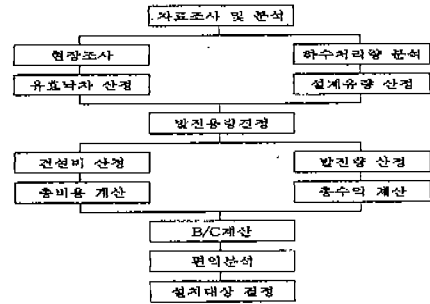 자료조사 및 분석
현장조사
하수처리량 분석
유효낙차 산정
설계유량 산정
발전용량결정
건설비 산정
발전량 산정
총비용 계산
총수익 계산
B/C계산
편익분석
설치대상 결정